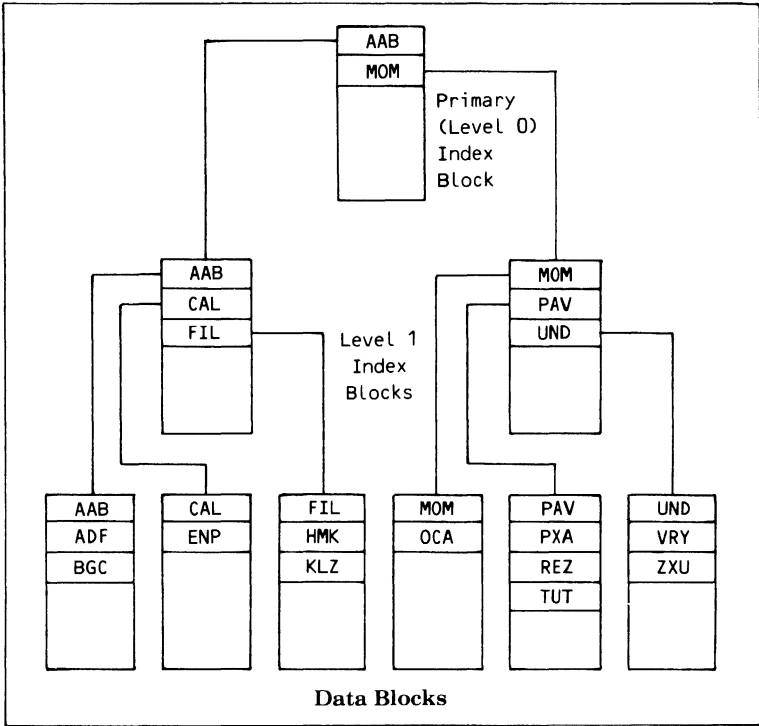 AAB
MOM
Primary
(Level 0)
Index
Block
AAB
CAL
FIL
Level 1
Index
Blocks
MOM
PAV
UND
AAB
ADF
BGC
CAL
ENP
FIL
HMK
KLZ
MOM
OCA
PAV
PXA
REZ
TUT
UND
VRY
ZXU
Data Blocks